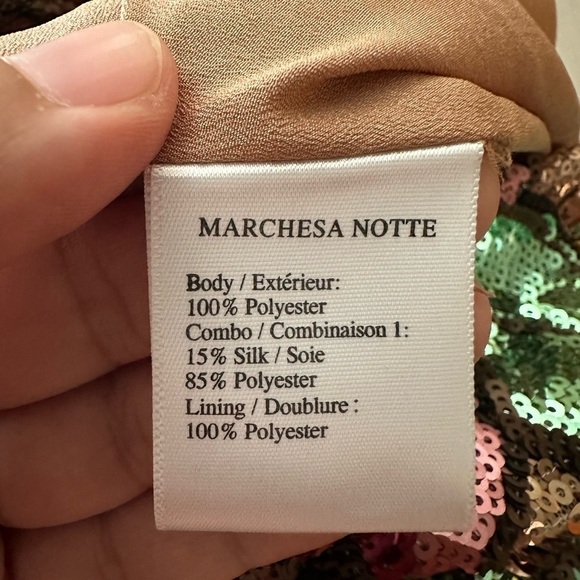 MARCHESA NOTTE
Body / Extérieur:
100% Polyester
Combo / Combinaison 1:
15% Silk / Soie
85% Polyester
Lining / Doublure :
100% Polyester